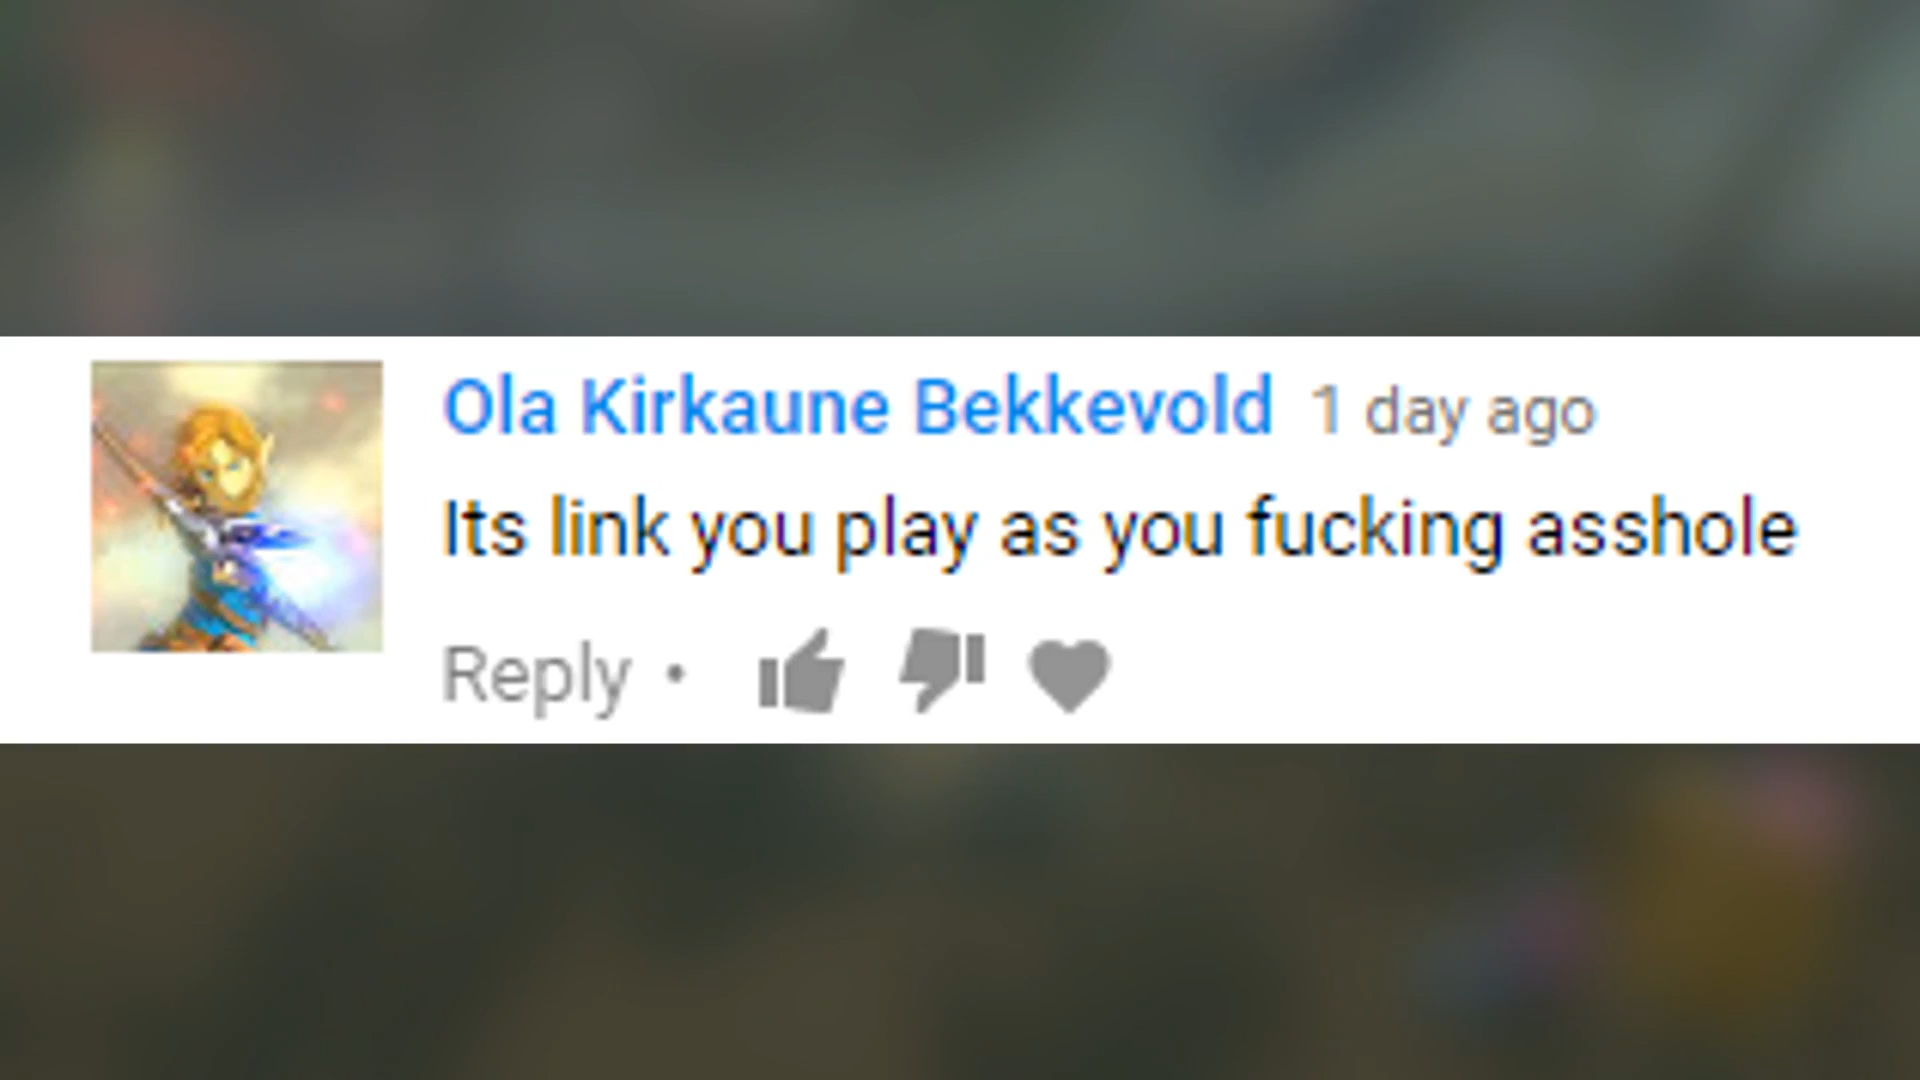 Ola Kirkaune Bekkevold 1 day ago
Its link you play as you fucking asshole
Reply •